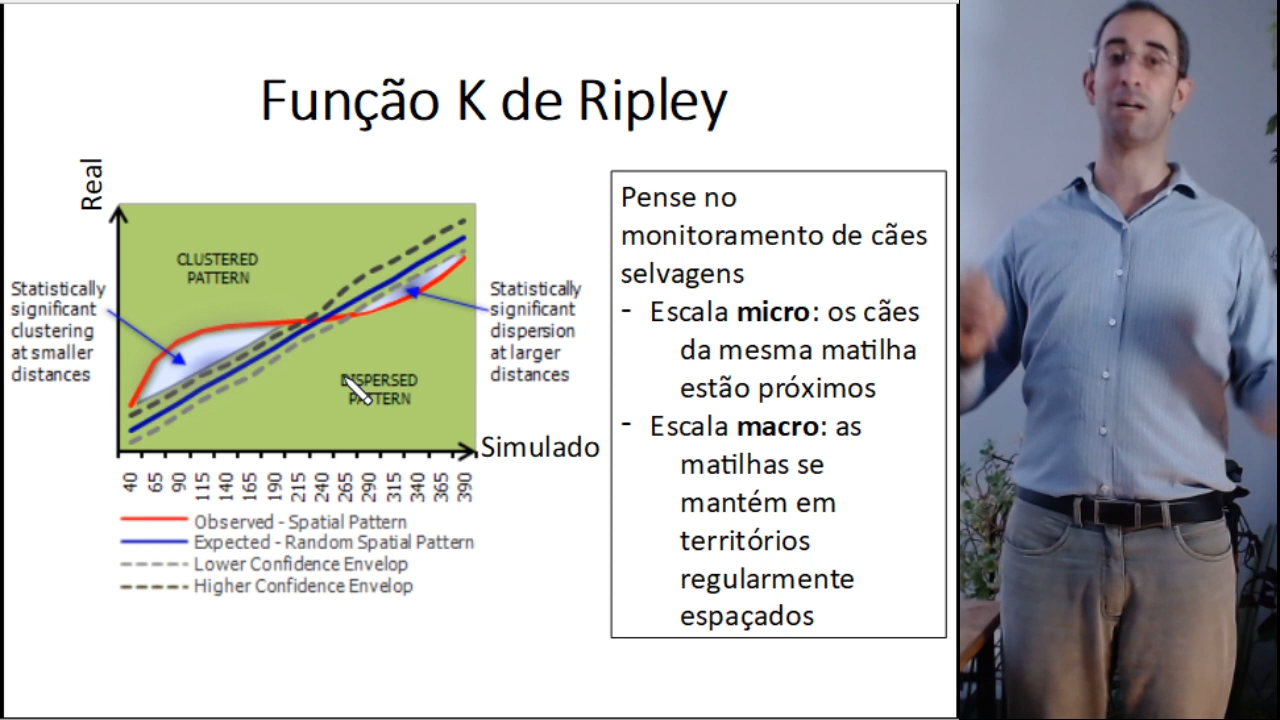 Função K de Ripley
Real
CLUSTERED
PATTERN
Statistically
significant
clustering
at smaller
distances
Statistically
significant
dispersion
at larger
distances
DISPERSED
PATTERN
Simulado
40 65 90 115 140 165 190 215 240 265 290 315 340 365 390
Observed - Spatial Pattern
Expected - Random Spatial Pattern
Lower Confidence Envelop
Higher Confidence Envelop
Pense no
monitoramento de cães
selvagens
- Escala micro: os cães
da mesma matilha
estão próximos
- Escala macro: as
matilhas se
mantém em
territórios
regularmente
espaçados